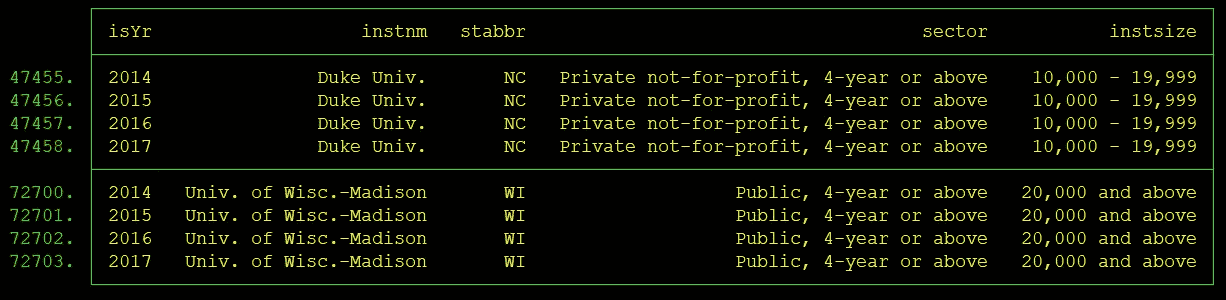 isYr instnm stabbr sector instsize
47455. 2014 Duke Univ. NC Private not-for-profit, 4-year or above 10,000 - 19,999
47456. 2015 Duke Univ. NC Private not-for-profit, 4-year or above 10,000 - 19,999
47457. 2016 Duke Univ. NC Private not-for-profit, 4-year or above 10,000 - 19,999
47458. 2017 Duke Univ. NC Private not-for-profit, 4-year or above 10,000 - 19,999
72700. 2014 Univ. of Wisc.-Madison WI Public, 4-year or above 20,000 and above
72701. 2015 Univ. of Wisc.-Madison WI Public, 4-year or above 20,000 and above
72702. 2016 Univ. of Wisc.-Madison WI Public, 4-year or above 20,000 and above
72703. 2017 Univ. of Wisc.-Madison WI Public, 4-year or above 20,000 and above